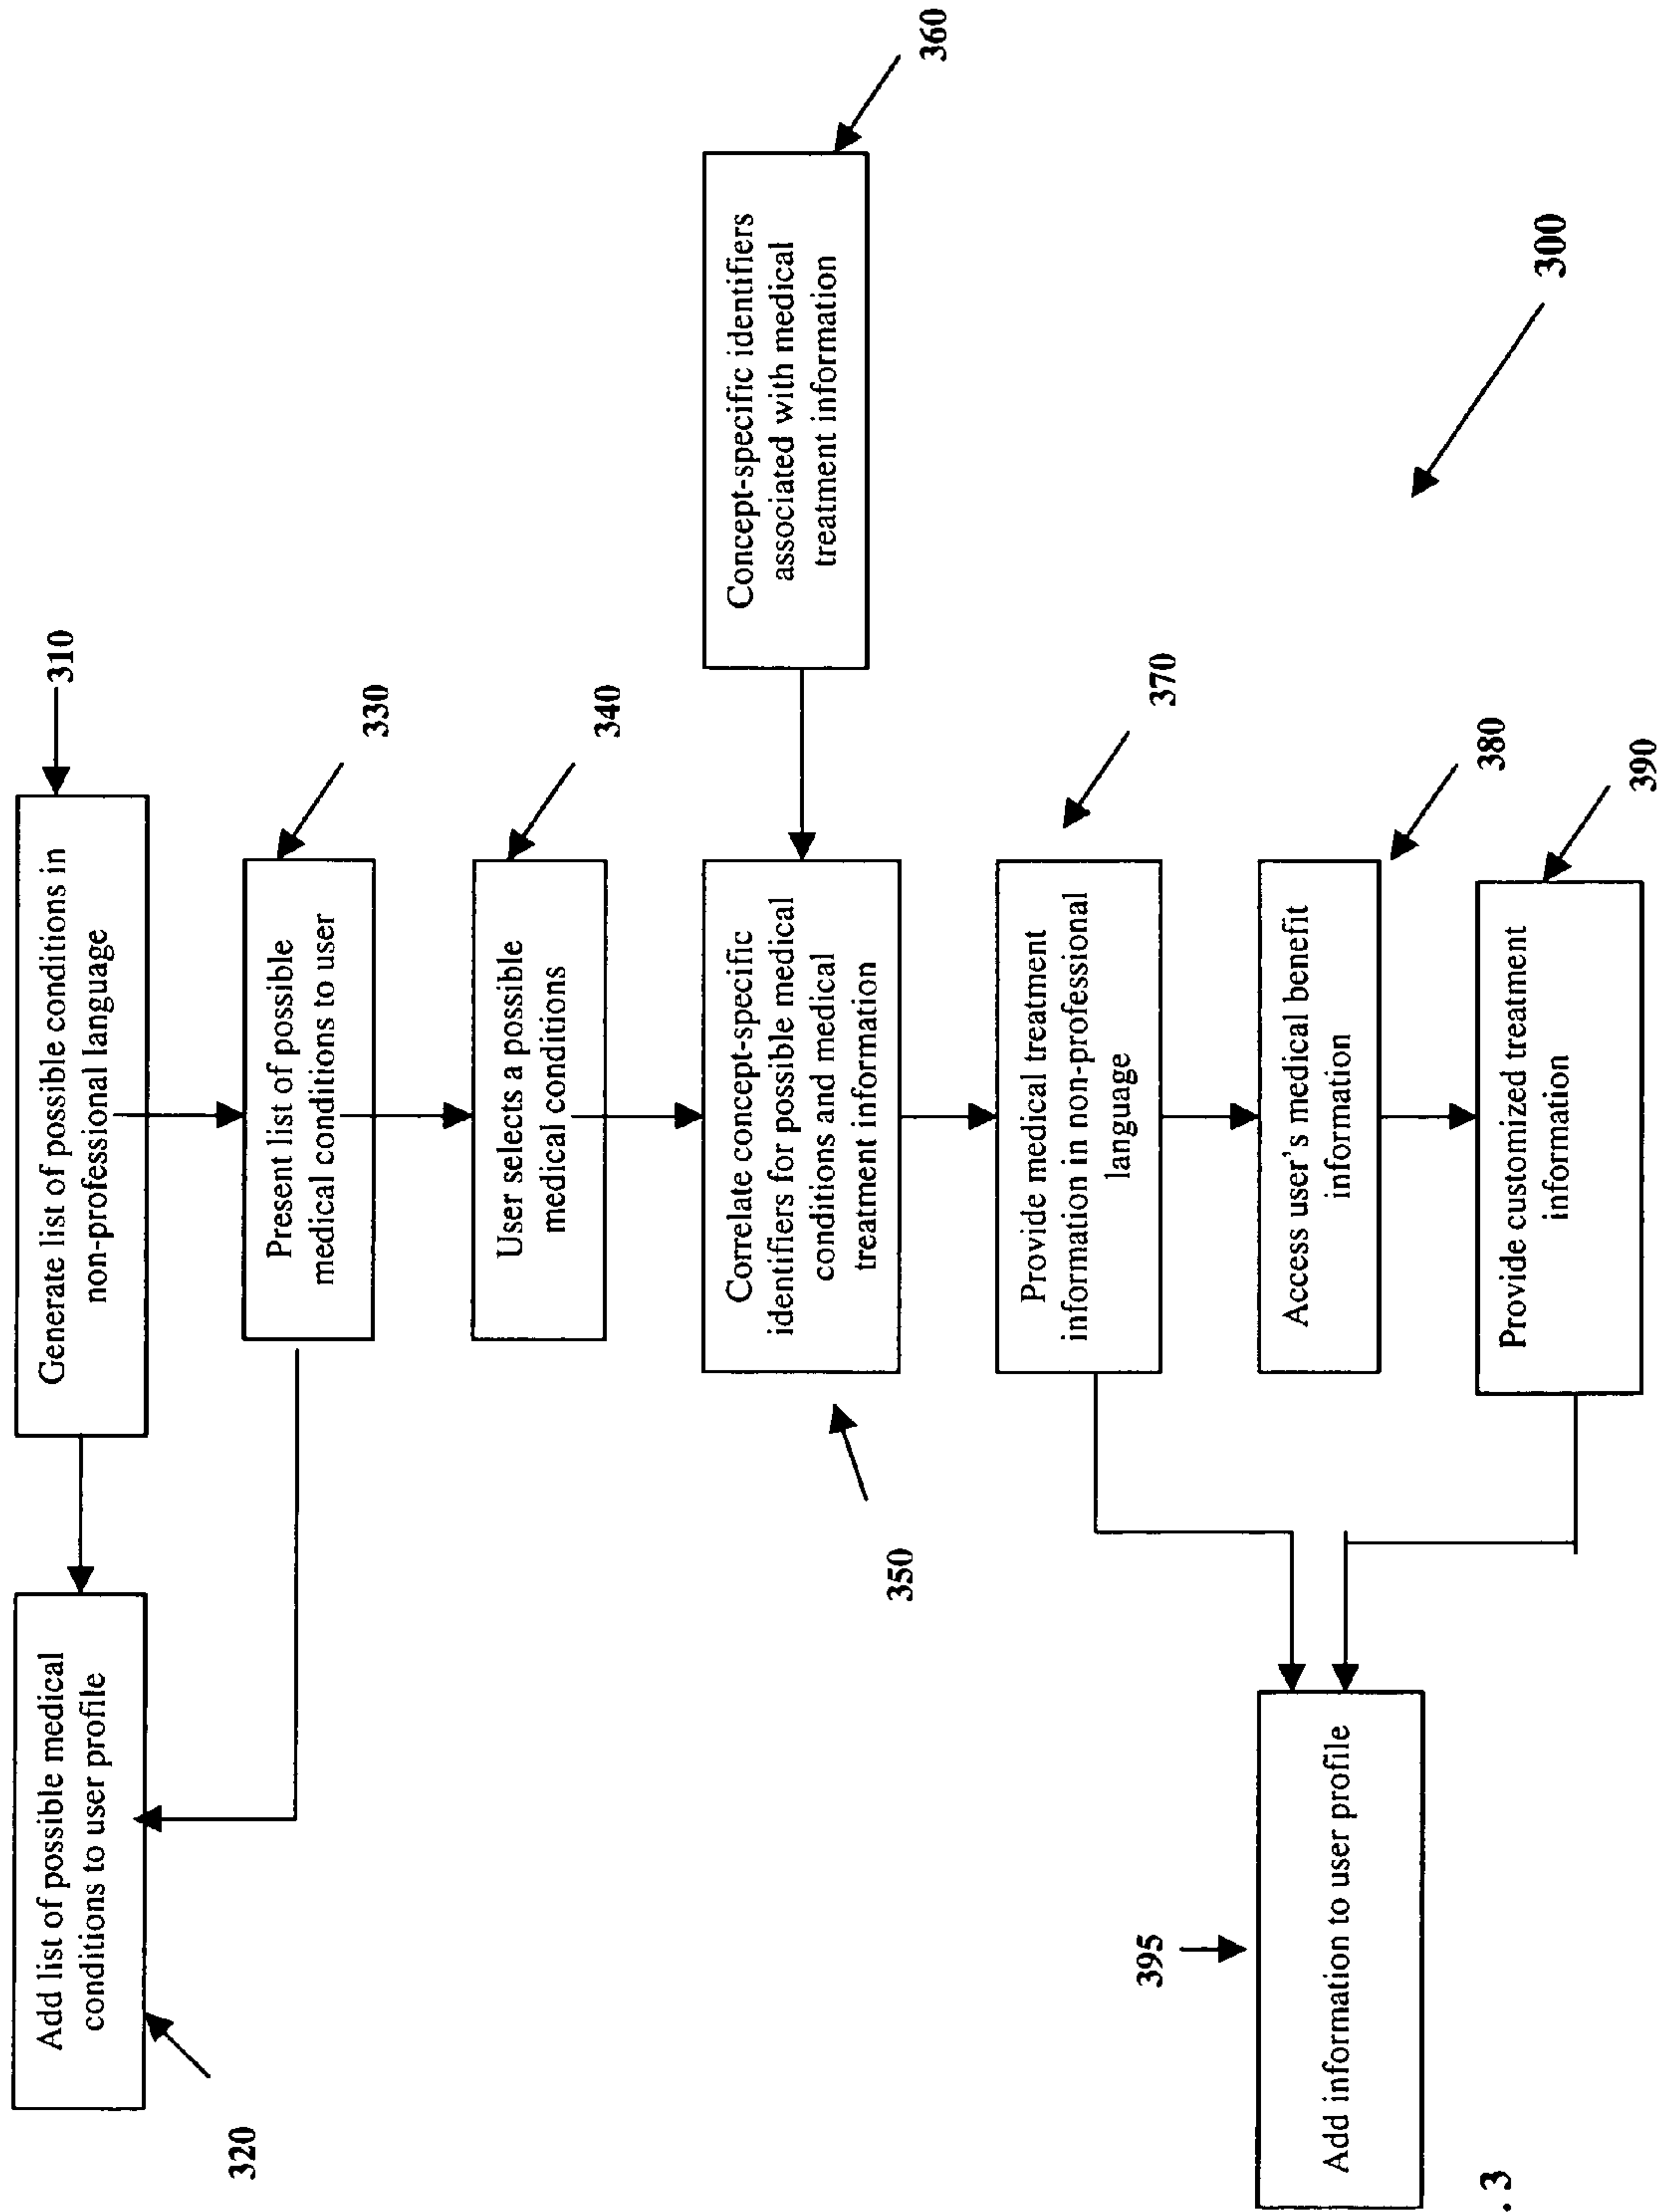 Add list of possible medical
conditions to user profile
320
Generate list of possible conditions in
non-professional language
310
Present list of possible
medical conditions to user
330
User selects a possible
medical conditions
340
Correlate concept-specific
identifiers for possible medical
conditions and medical
treatment information
350
Concept-specific identifiers
associated with medical
treatment information
360
Provide medical treatment
information in non-professional
language
370
Access user's medical benefit
information
380
Provide customized treatment
information
390
Add information to user profile
395
300
. 3